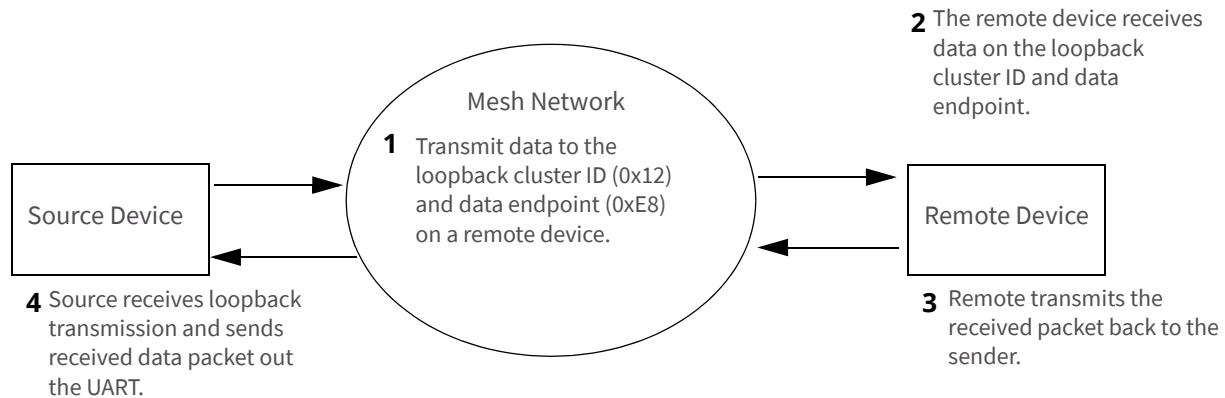 2 The remote device receives
data on the loopback
cluster ID and data
endpoint.
Mesh Network
1 Transmit data to the
loopback cluster ID (0x12)
and data endpoint (0xE8)
on a remote device.
Source Device
Remote Device
4 Source receives loopback
transmission and sends
received data packet out
the UART.
3 Remote transmits the
received packet back to the
sender.